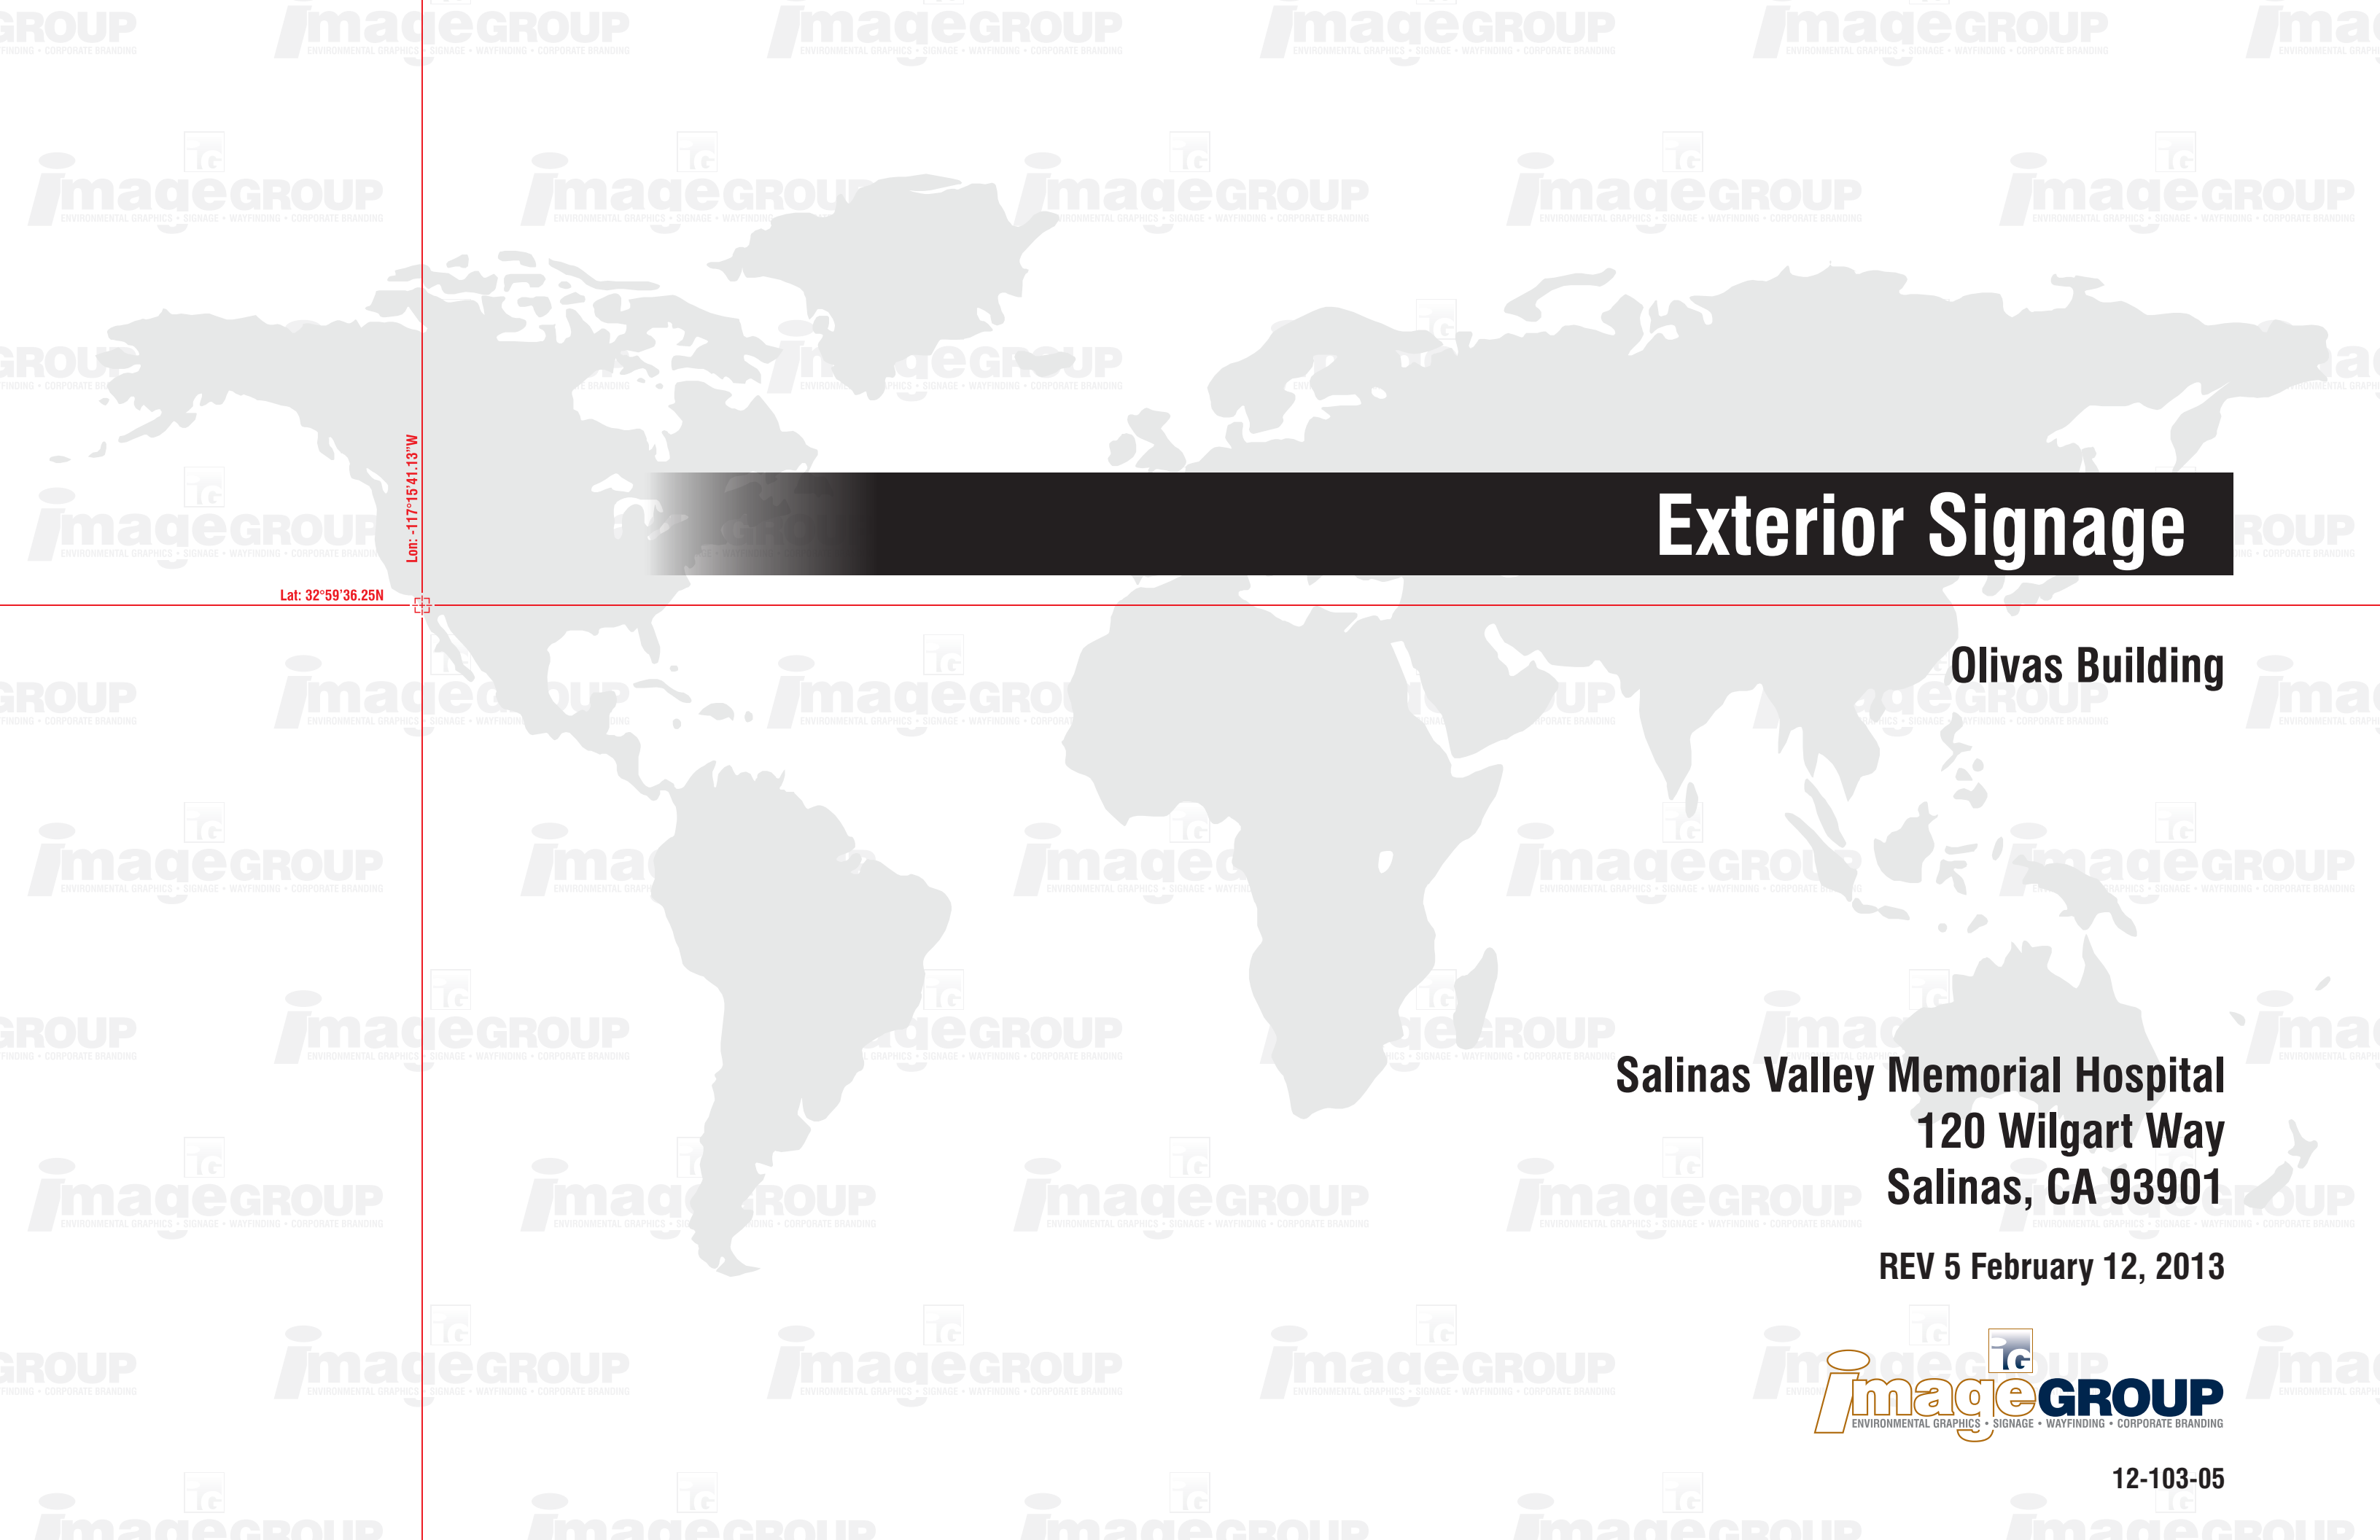 Exterior Signage
Lon: -117°15’41.13”W
Lat: 32°59’36.25N
Olivas Building
Salinas Valley Memorial Hospital
120 Wilgart Way
Salinas, CA 93901
REV 5 February 12, 2013
iG
imageGROUP
ENVIRONMENTAL GRAPHICS • SIGNAGE • WAYFINDING • CORPORATE BRANDING
12-103-05